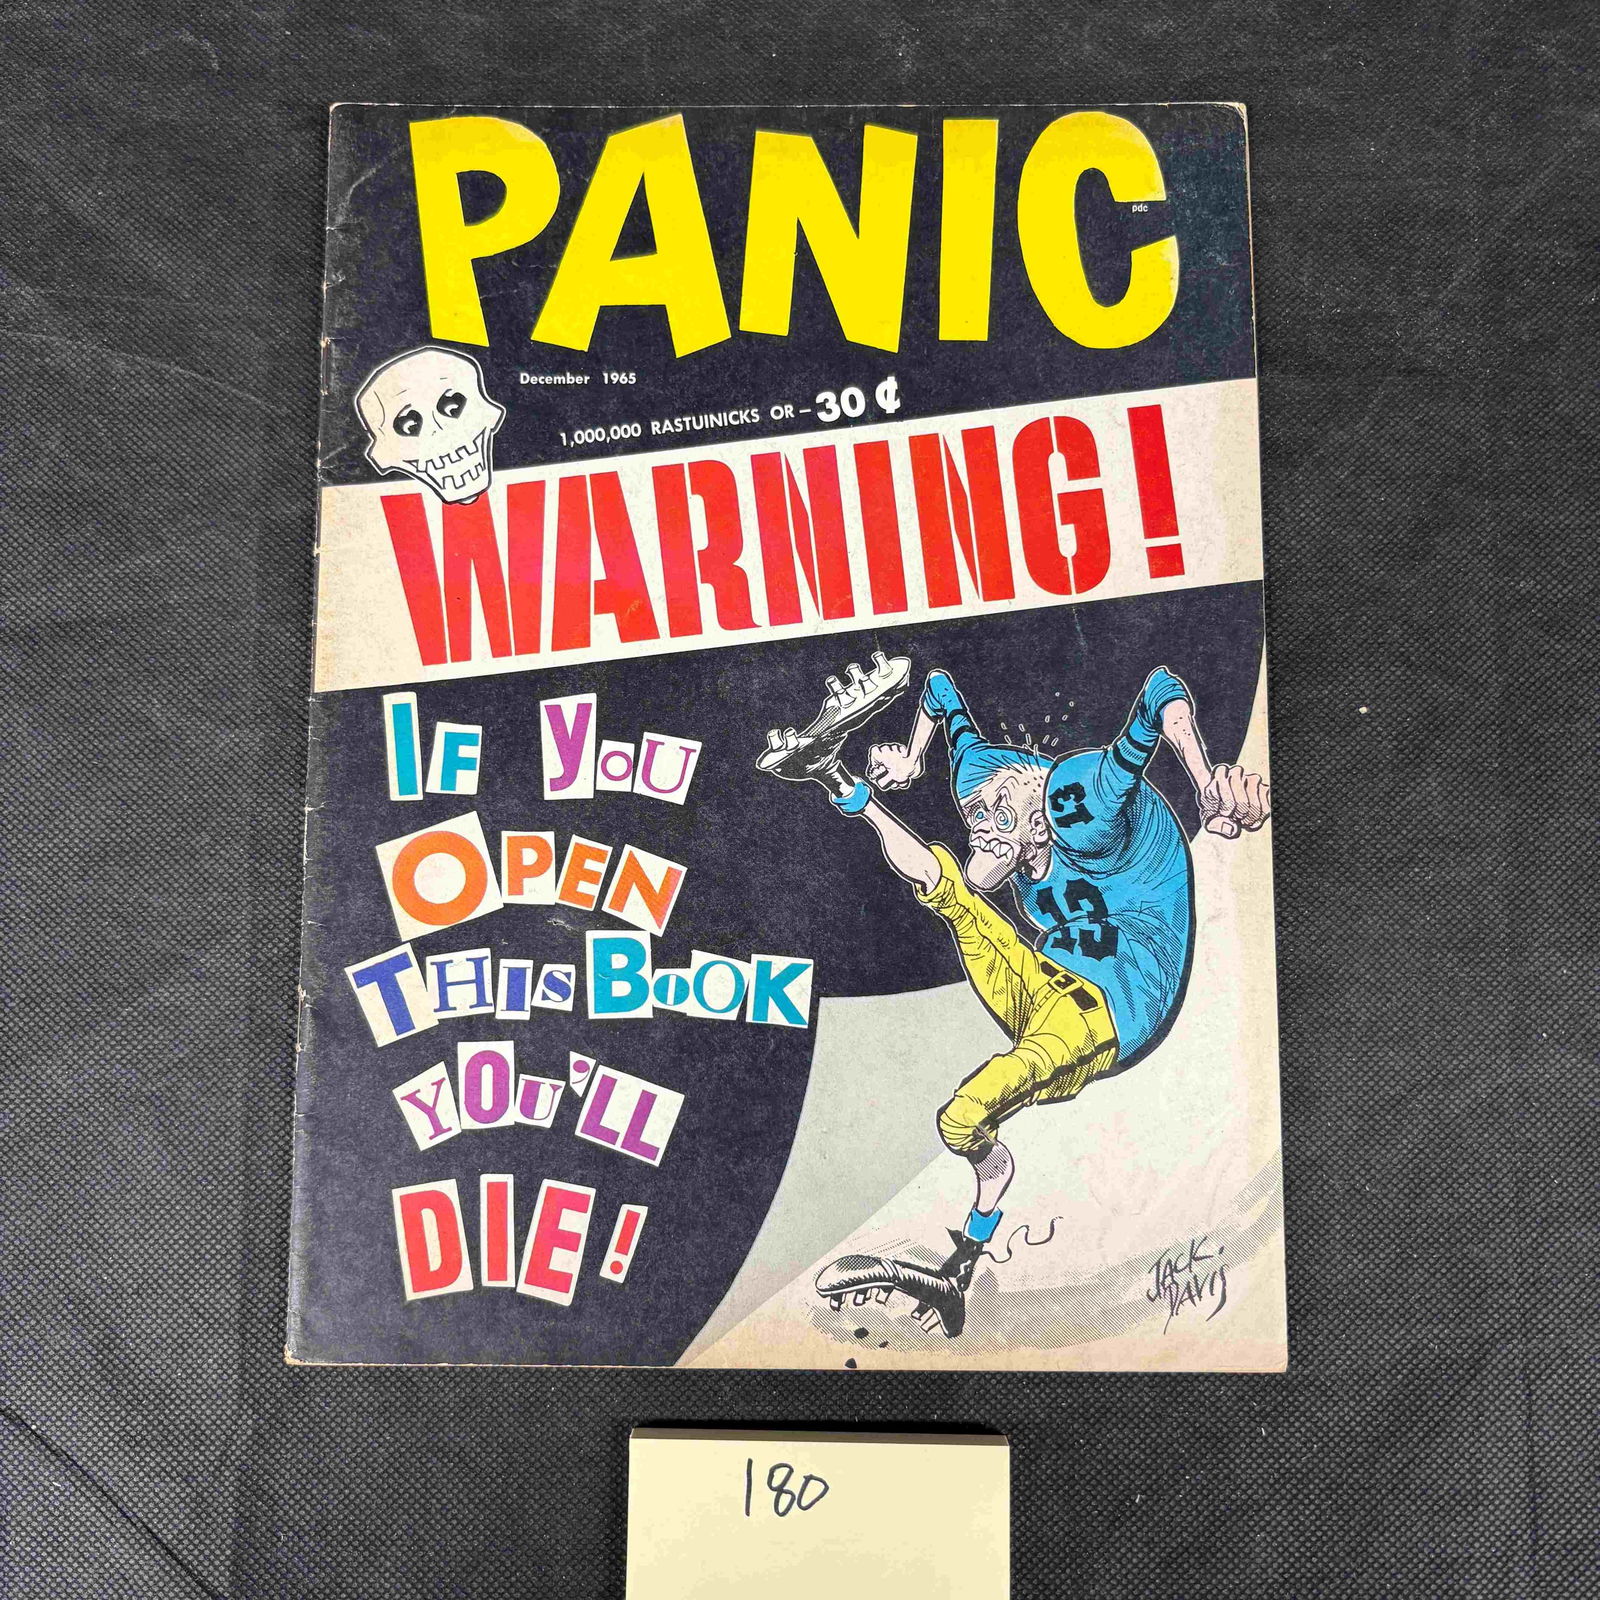 PANIC
pdc
December 1965
1,000,000 RASTUINICKS OR - 30 ¢
WARNING!
IF YoU
OPEN
THIS BOOK
YOU'LL
DIE!
13
13
JACK.
DAVIS
180